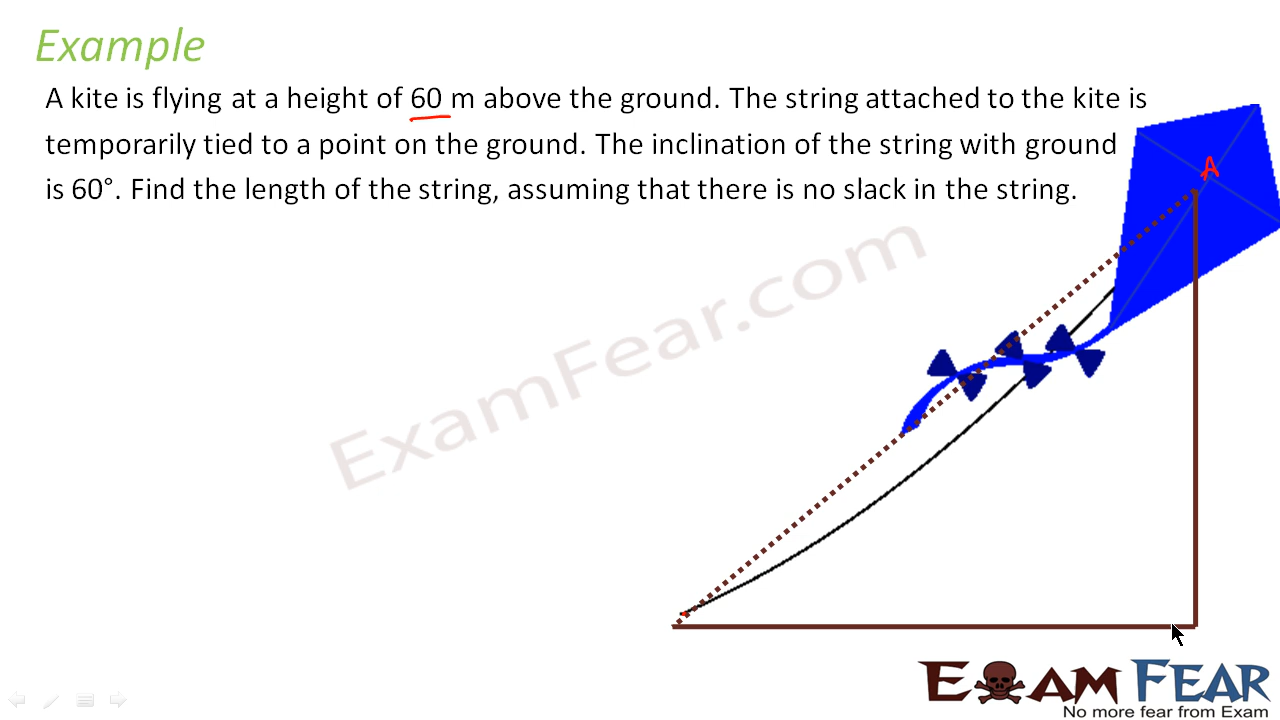 Example
A kite is flying at a height of 60 m above the ground. The string attached to the kite is
temporarily tied to a point on the ground. The inclination of the string with ground
is 60°. Find the length of the string, assuming that there is no slack in the string.
A
ExamFear.com
EXAM FEAR
No more fear from Exam